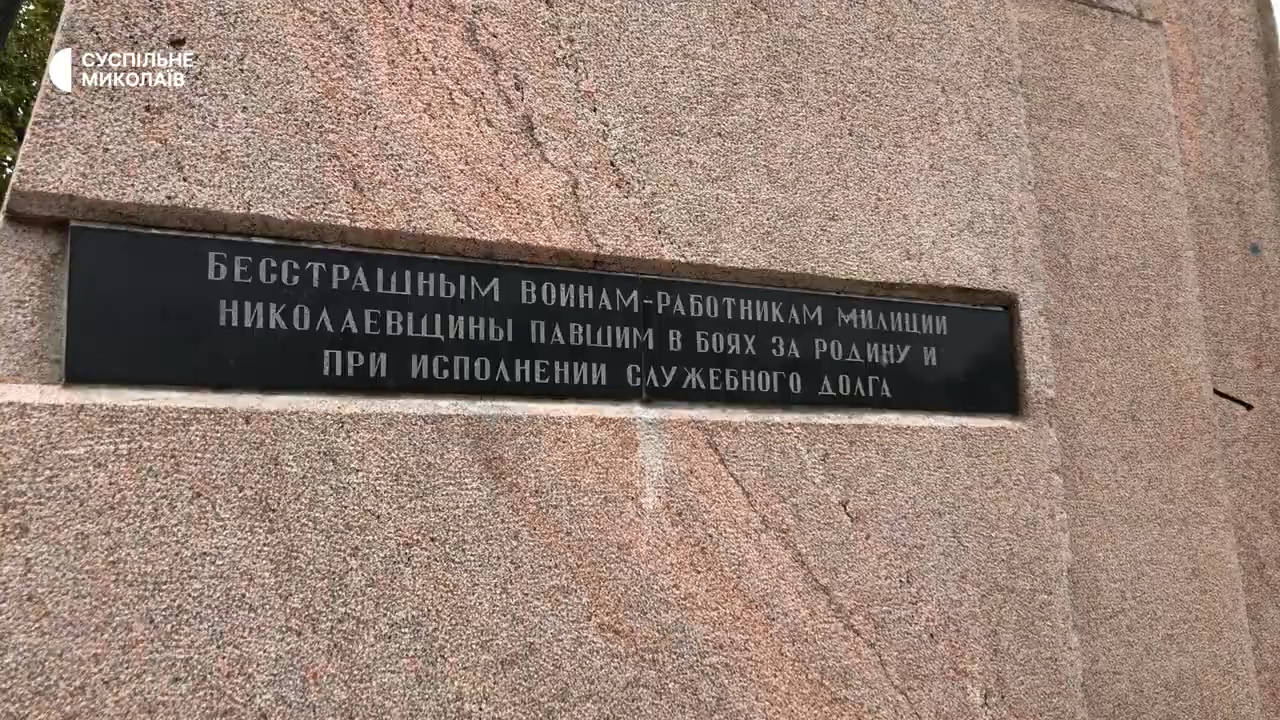 СУСПІЛЬНЕ
МИКОЛАЇВ
БЕССТРАШНЫМ ВОИНАМ-РАБОТНИКАМ МИЛИЦИИ
НИКОЛАЕВЩИНЫ ПАВШИМ В БОЯХ ЗА РОДИНУ И
ПРИ ИСПОЛНЕНИИ СЛУЖЕБНОГО ДОЛГА